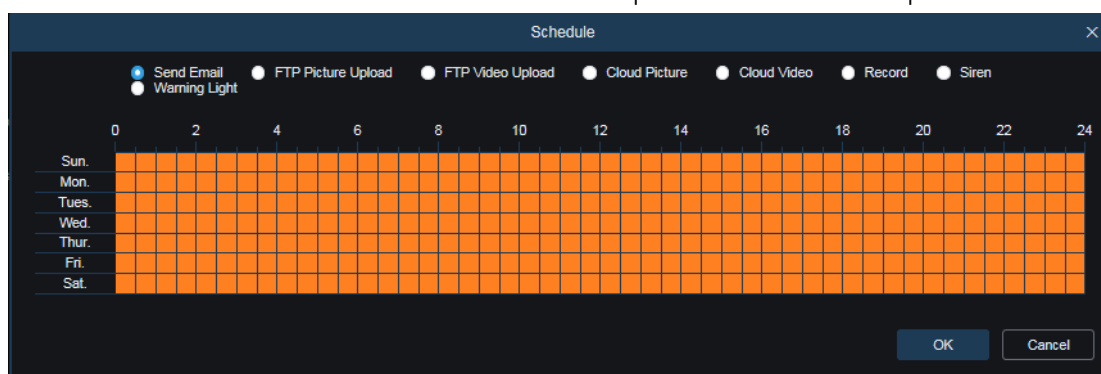 Schedule
Send Email FTP Picture Upload FTP Video Upload Cloud Picture Cloud Video Record Siren
Warning Light
0 2 4 6 8 10 12 14 16 18 20 22 24
Sun.
Mon.
Tues.
Wed.
Thur.
Fri.
Sat.
OK Cancel